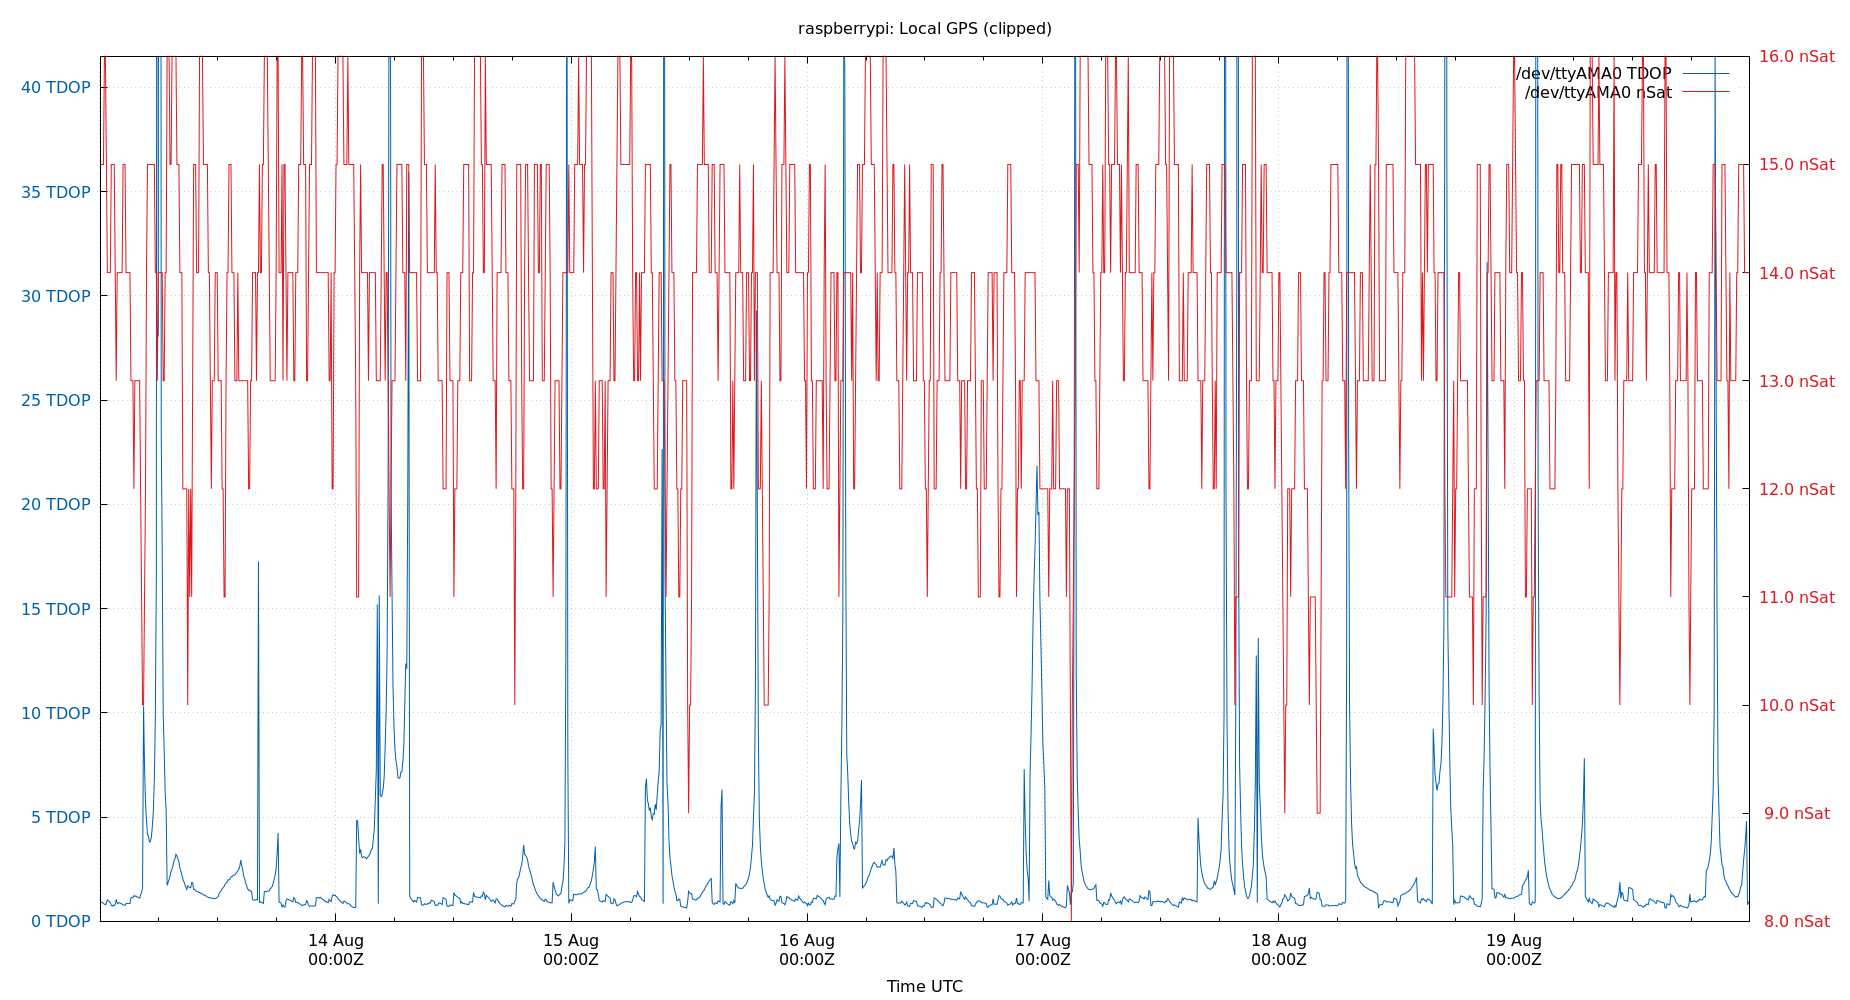 raspberrypi: Local GPS (clipped)
/dev/ttyAMA0 TDOP
/dev/ttyAMA0 nSat
40 TDOP
35 TDOP
30 TDOP
25 TDOP
20 TDOP
15 TDOP
10 TDOP
5 TDOP
0 TDOP
16.0 nSat
15.0 nSat
14.0 nSat
13.0 nSat
12.0 nSat
11.0 nSat
10.0 nSat
9.0 nSat
8.0 nSat
14 Aug
00:00Z
15 Aug
00:00Z
16 Aug
00:00Z
17 Aug
00:00Z
18 Aug
00:00Z
19 Aug
00:00Z
Time UTC